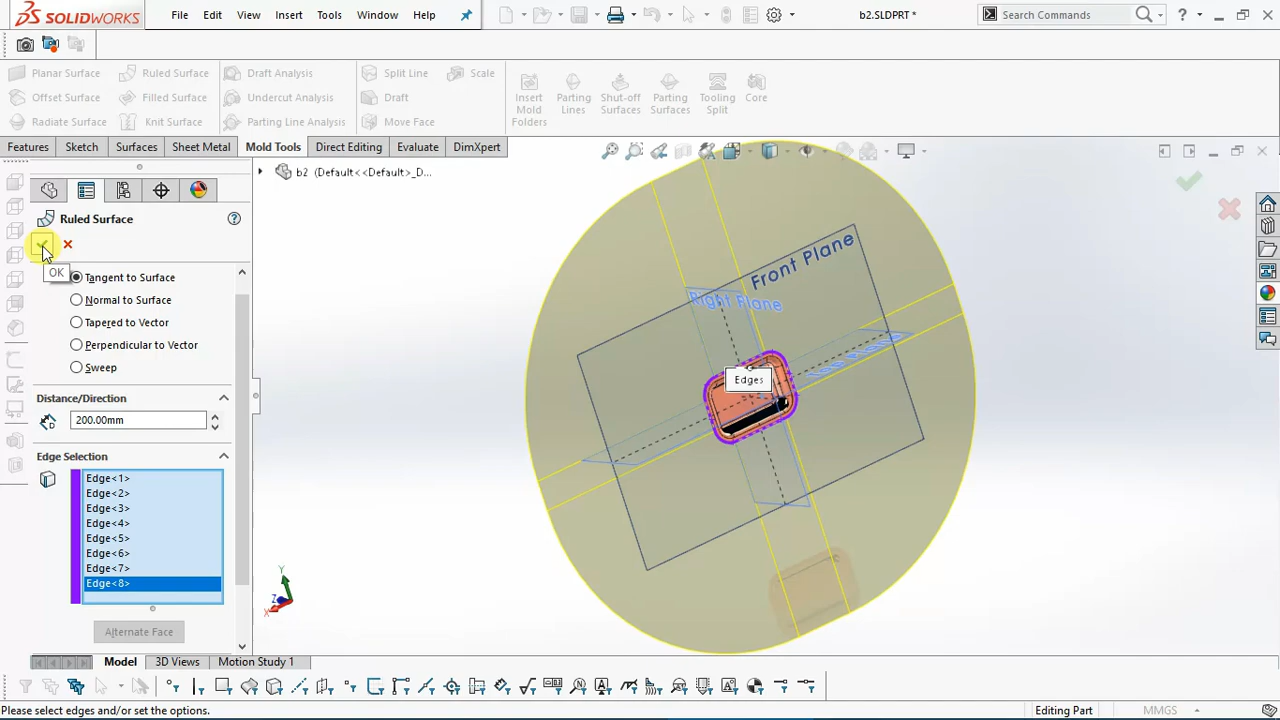 SOLIDWORKS File Edit View Insert Tools Window Help b2.SLDPRT * Search Commands ?
Planar Surface Ruled Surface Draft Analysis Split Line Scale
Offset Surface Filled Surface Undercut Analysis Draft
Radiate Surface Knit Surface Parting Line Analysis Move Face
Insert Mold Folders
Parting Lines
Shut-off Surfaces
Parting Surfaces
Tooling Split
Core
Features Sketch Surfaces Sheet Metal Mold Tools Direct Editing Evaluate DimXpert
b2 (Default<<Default>_D...
Ruled Surface
?
OK
Tangent to Surface
Normal to Surface
Tapered to Vector
Perpendicular to Vector
Sweep
Distance/Direction
200.00mm
Edge Selection
Edge<1>
Edge<2>
Edge<3>
Edge<4>
Edge<5>
Edge<6>
Edge<7>
Edge<8>
Alternate Face
Front Plane
Right Plane
Top Plane
Edges
Y
Z
X
Model 3D Views Motion Study 1
Please select edges and/or set the options. Editing Part MMGS